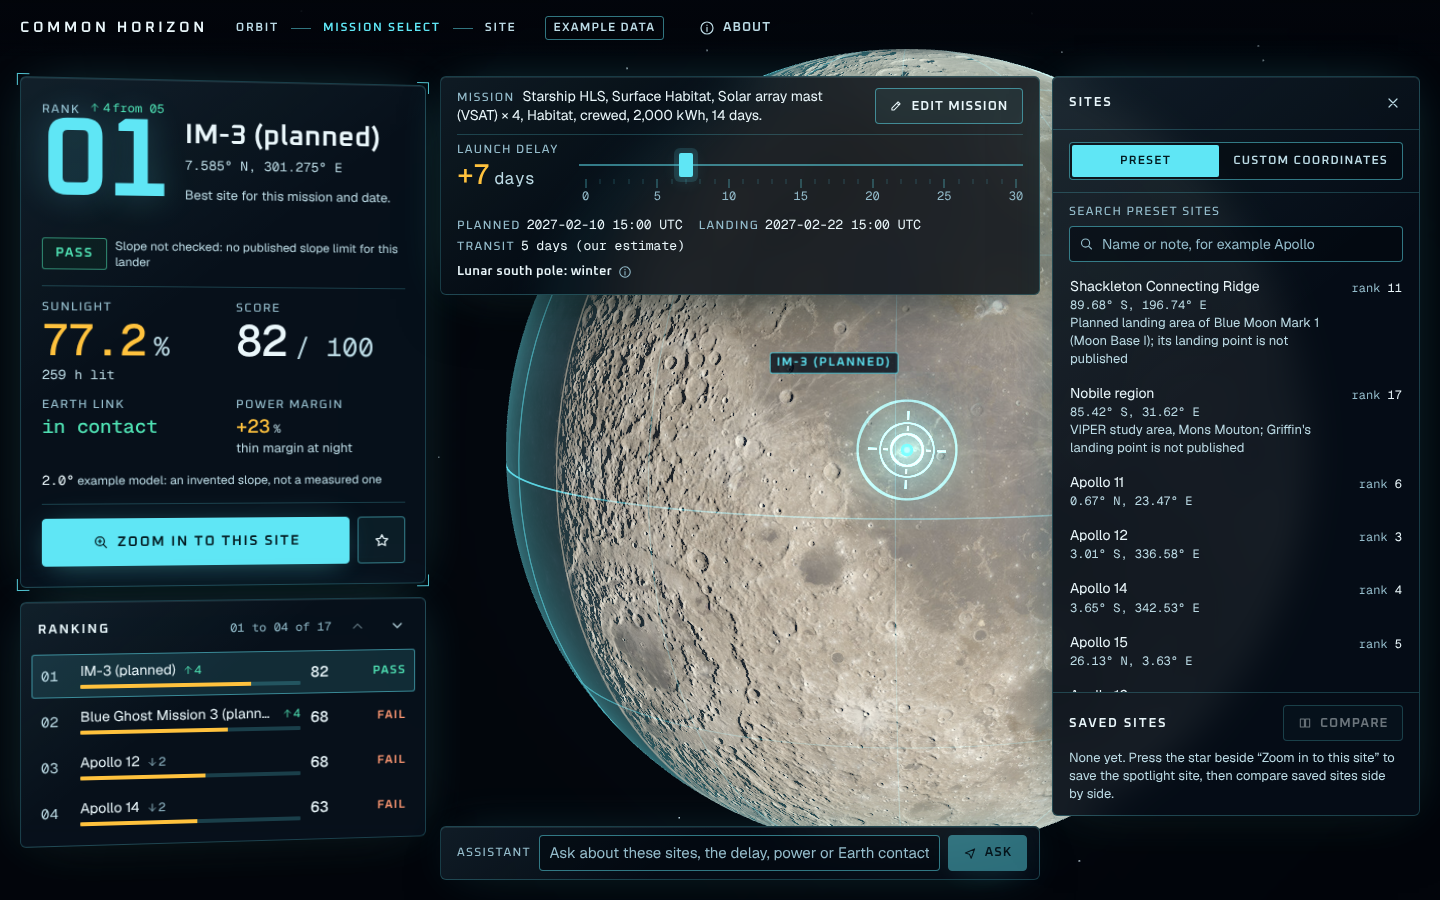 COMMON HORIZON
ORBIT MISSION SELECT SITE EXAMPLE DATA ABOUT
RANK ↑4 from 05
01
IM-3 (planned)
7.585° N, 301.275° E
Best site for this mission and date.
PASS
Slope not checked: no published slope limit for this
lander
SUNLIGHT
77.2%
259 h lit
SCORE
82 / 100
EARTH LINK
in contact
POWER MARGIN
+23%
thin margin at night
2.0° example model: an invented slope, not a measured one
ZOOM IN TO THIS SITE
RANKING 01 to 04 of 17
01 IM-3 (planned) ↑4 82 PASS
02 Blue Ghost Mission 3 (plann… ↑4 68 FAIL
03 Apollo 12 ↓2 68 FAIL
04 Apollo 14 ↓2 63 FAIL
MISSION Starship HLS, Surface Habitat, Solar array mast
(VSAT) × 4, Habitat, crewed, 2,000 kWh, 14 days.
EDIT MISSION
LAUNCH DELAY
+7 days
0 5 10 15 20 25 30
PLANNED 2027-02-10 15:00 UTC LANDING 2027-02-22 15:00 UTC
TRANSIT 5 days (our estimate)
Lunar south pole: winter
IM-3 (PLANNED)
ASSISTANT Ask about these sites, the delay, power or Earth contact ASK
SITES
PRESET CUSTOM COORDINATES
SEARCH PRESET SITES
Name or note, for example Apollo
Shackleton Connecting Ridge rank 11
89.68° S, 196.74° E
Planned landing area of Blue Moon Mark 1
(Moon Base I); its landing point is not
published
Nobile region rank 17
85.42° S, 31.62° E
VIPER study area, Mons Mouton; Griffin's
landing point is not published
Apollo 11 rank 6
0.67° N, 23.47° E
Apollo 12 rank 3
3.01° S, 336.58° E
Apollo 14 rank 4
3.65° S, 342.53° E
Apollo 15 rank 5
26.13° N, 3.63° E
SAVED SITES COMPARE
None yet. Press the star beside “Zoom in to this site” to
save the spotlight site, then compare saved sites side
by side.